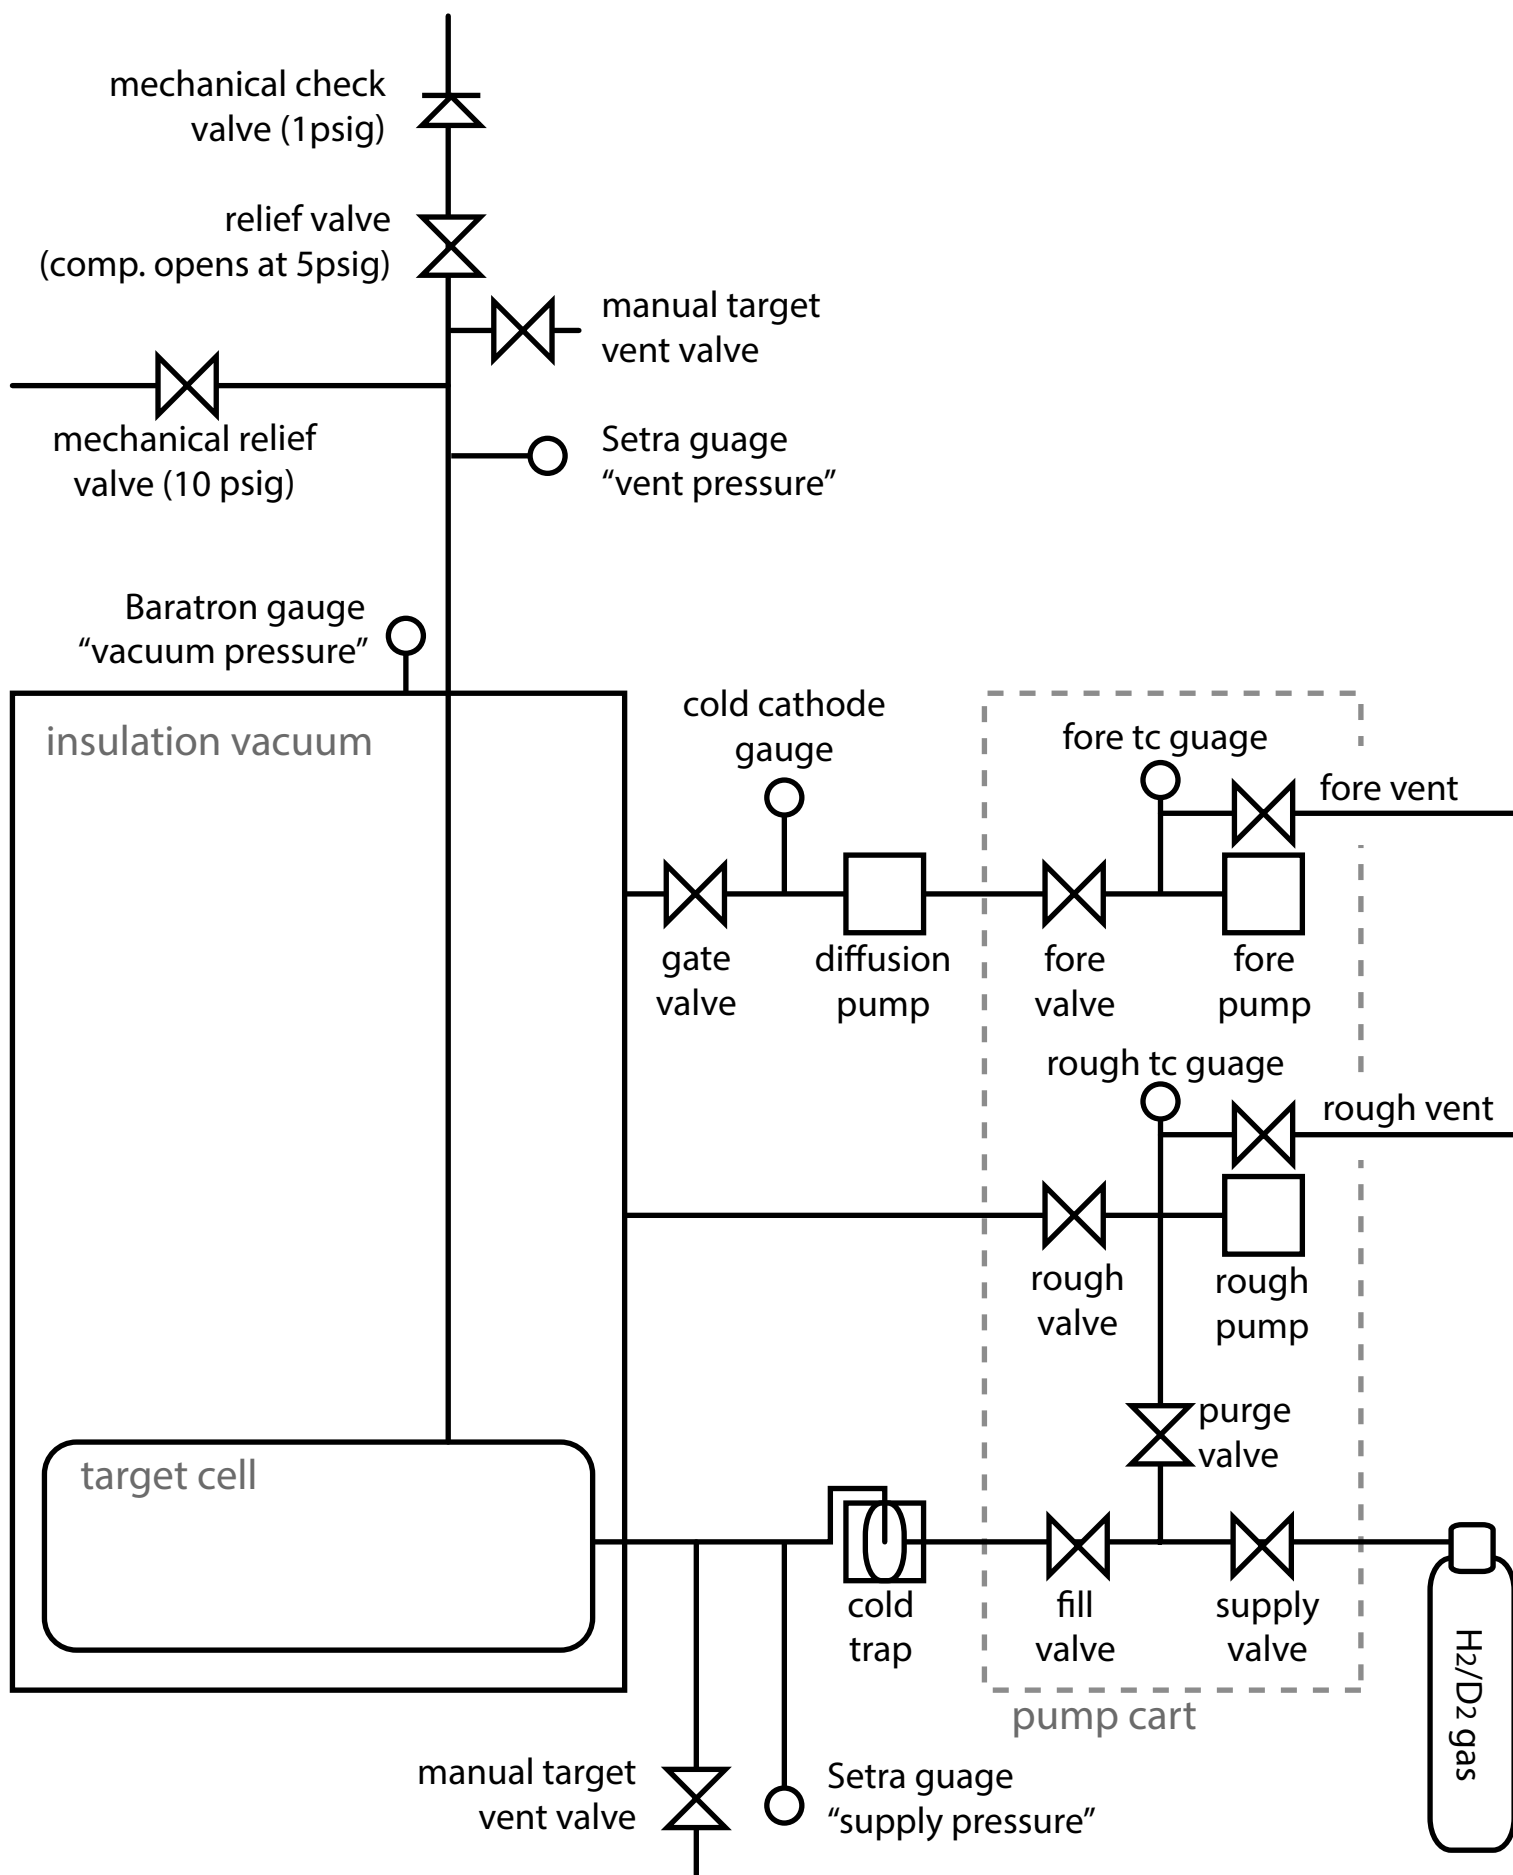 mechanical check
valve (1psig)
relief valve
(comp. opens at 5psig)
manual target
vent valve
mechanical relief
valve (10 psig)
Setra guage
“vent pressure”
Baratron gauge
“vacuum pressure”
insulation vacuum
cold cathode
gauge
fore tc guage
fore vent
gate
valve
diffusion
pump
fore
valve
fore
pump
rough tc guage
rough vent
rough
valve
rough
pump
purge
valve
target cell
cold
trap
fill
valve
supply
valve
H2/D2 gas
pump cart
manual target
vent valve
Setra guage
“supply pressure”